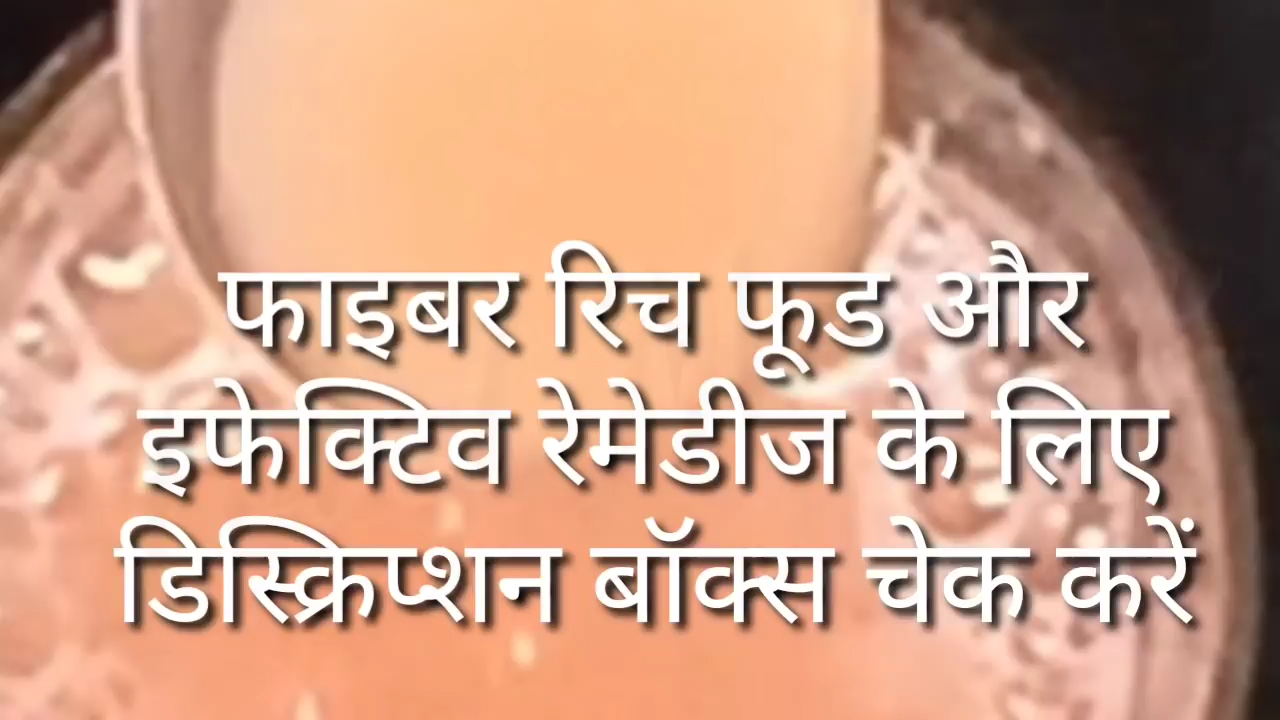 फाइबर रिच फूड और
इफेक्टिव रेमेडीज के लिए
डिस्क्रिप्शन बॉक्स चेक करें